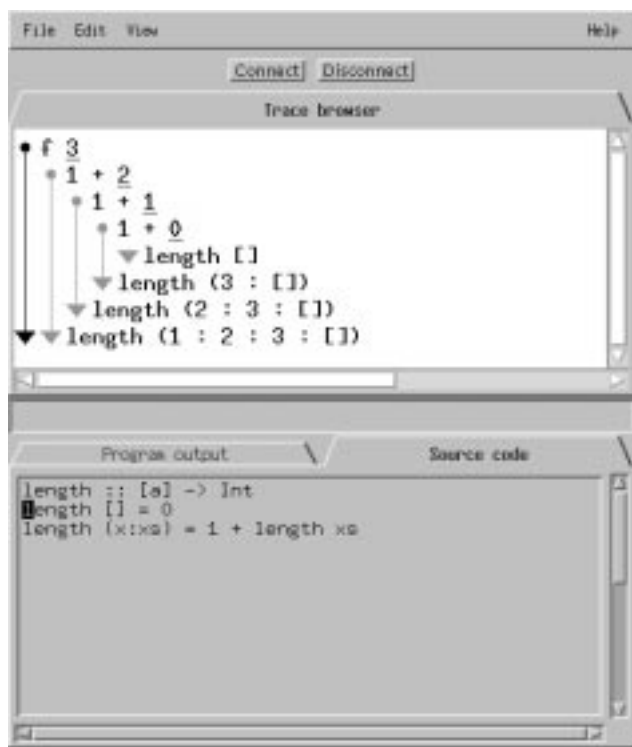 File Edit View Help
Connect Disconnect
Trace browser
f 3
1 + 2
1 + 1
1 + 0
length []
length (3 : [])
length (2 : 3 : [])
length (1 : 2 : 3 : [])
Program output Source code
length :: [a] -> Int
length [] = 0
length (x:xs) = 1 + length xs